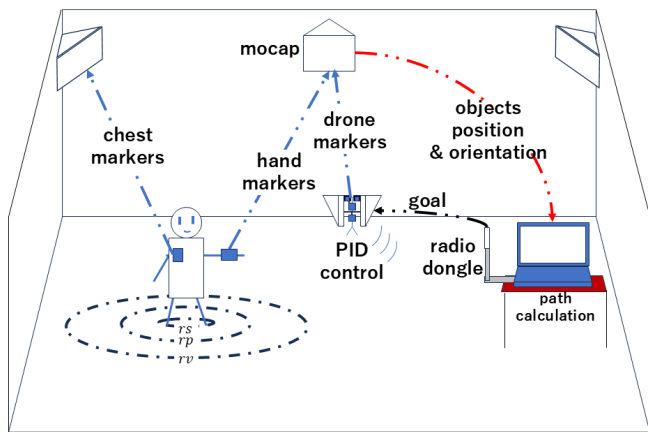 mocap
chest
markers
hand
markers
drone
markers
objects
position
& orientation
goal
PID
control
radio
dongle
path
calculation
rs
rp
rv